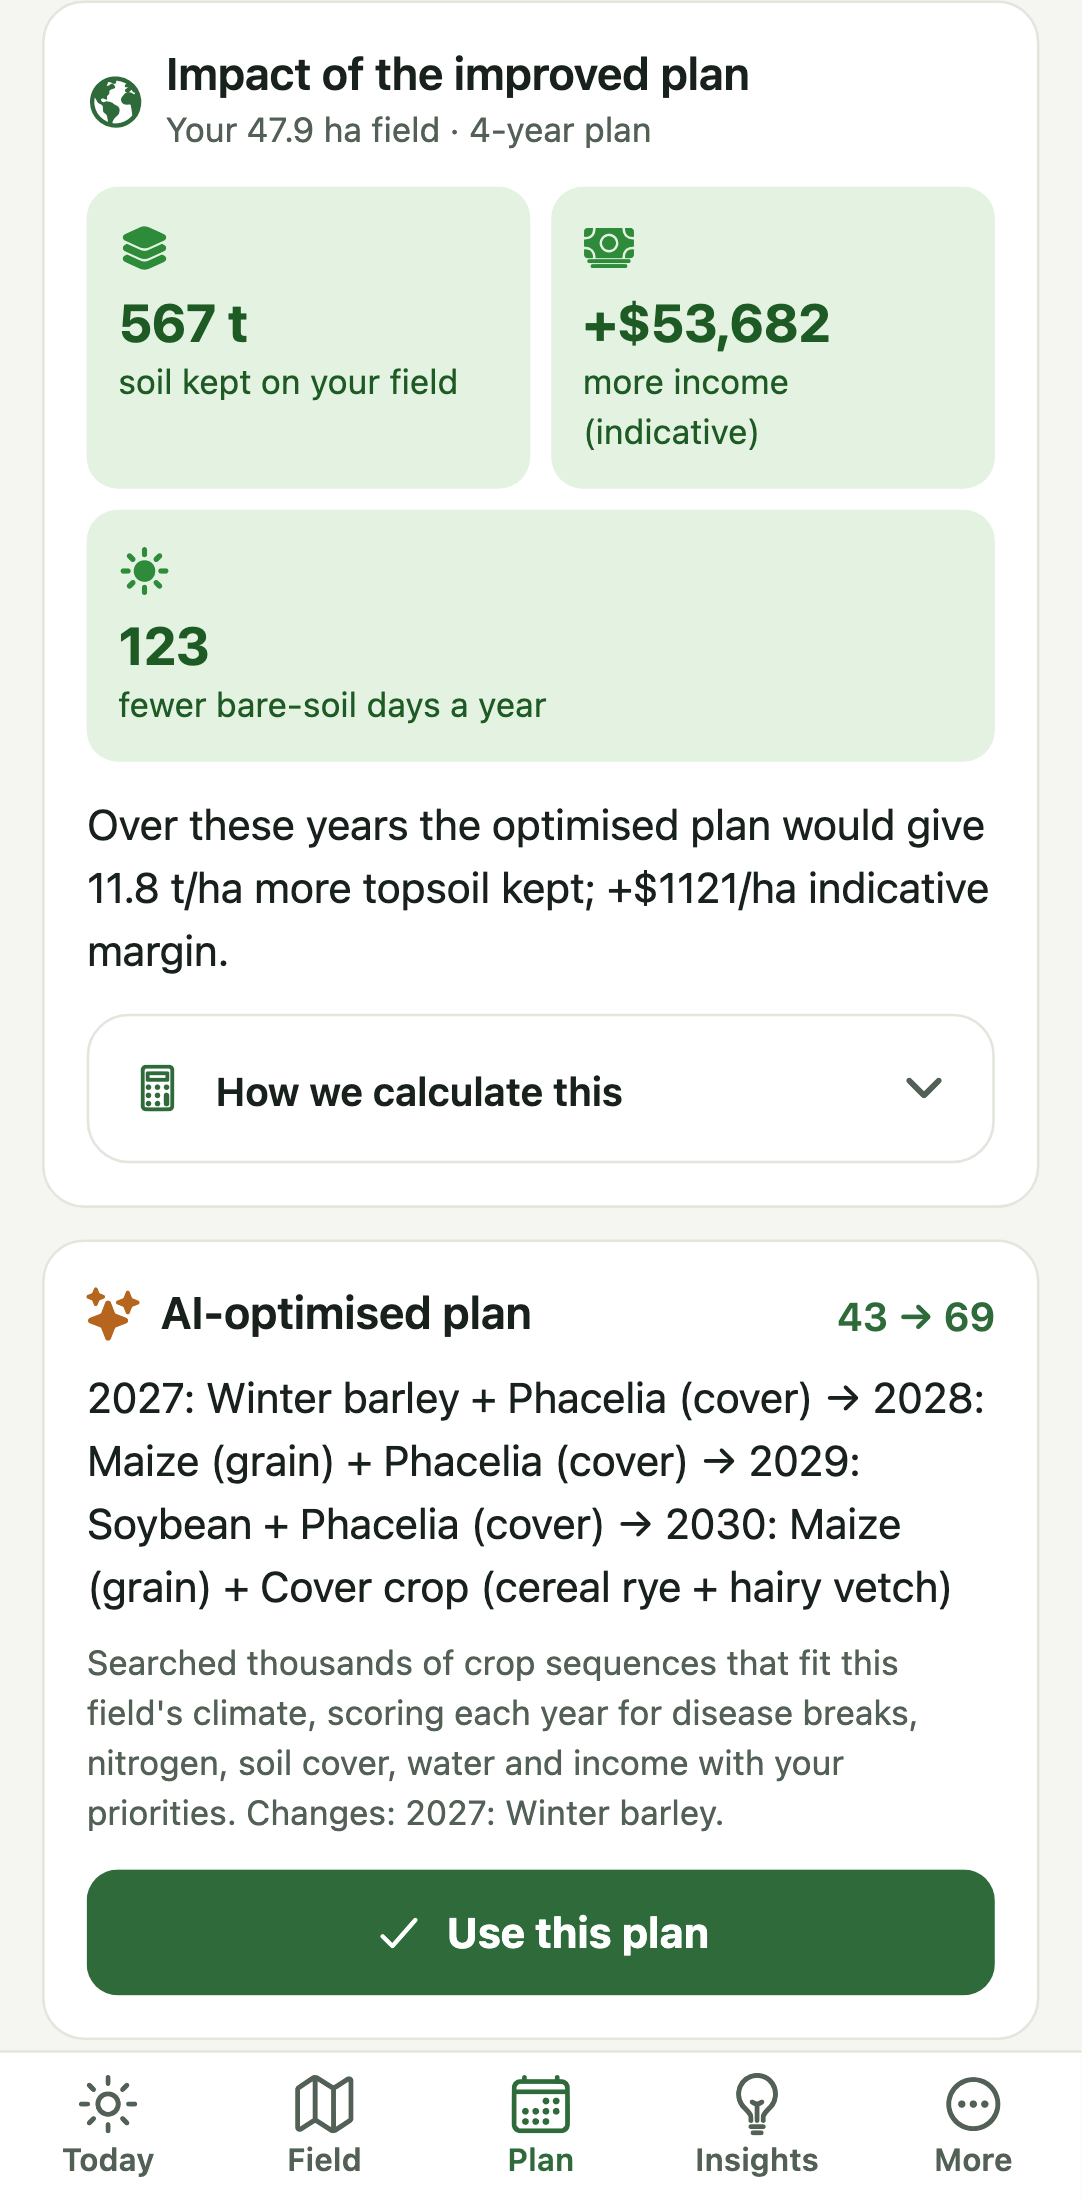 Impact of the improved plan
Your 47.9 ha field · 4-year plan
567 t
soil kept on your field
+$53,682
more income
(indicative)
123
fewer bare-soil days a year
Over these years the optimised plan would give
11.8 t/ha more topsoil kept; +$1121/ha indicative
margin.
How we calculate this
AI-optimised plan
43 → 69
2027: Winter barley + Phacelia (cover) → 2028:
Maize (grain) + Phacelia (cover) → 2029:
Soybean + Phacelia (cover) → 2030: Maize
(grain) + Cover crop (cereal rye + hairy vetch)
Searched thousands of crop sequences that fit this
field's climate, scoring each year for disease breaks,
nitrogen, soil cover, water and income with your
priorities. Changes: 2027: Winter barley.
Use this plan
Today
Field
Plan
Insights
More